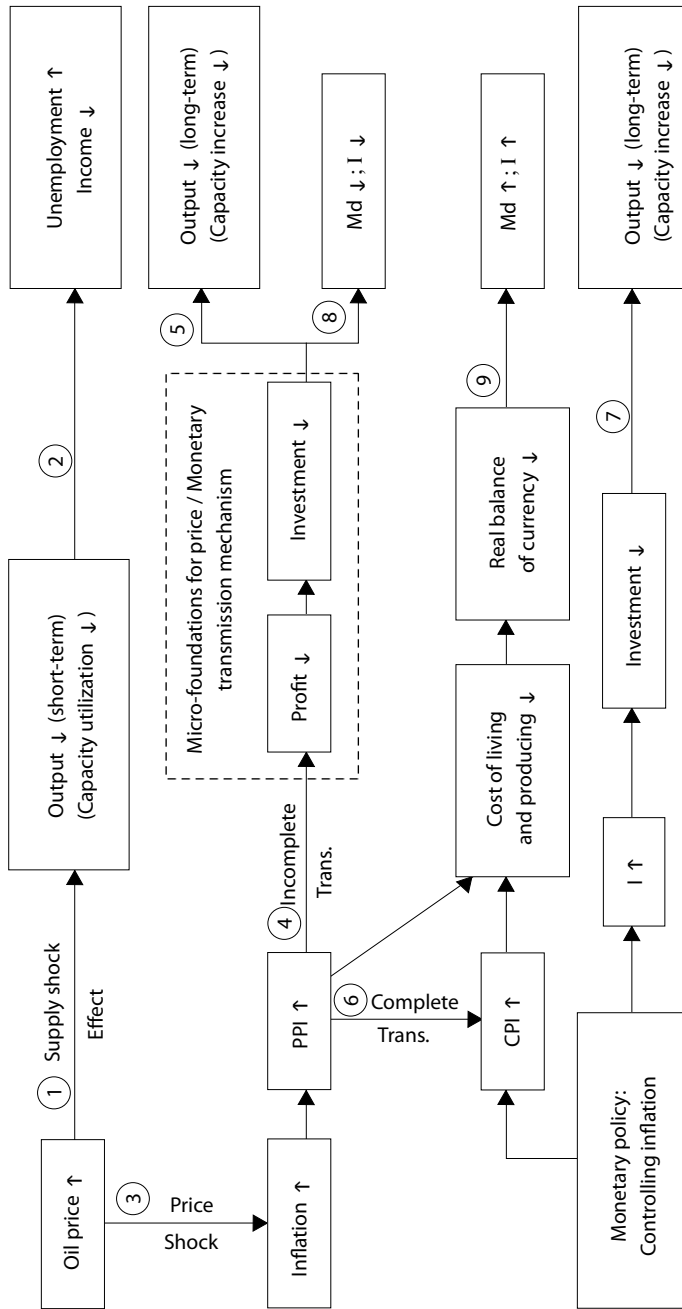 Oil price ↑
1
Supply shock
Effect
Output ↓ (short-term)
(Capacity utilization ↓)
2
Unemployment ↑
Income ↓
3
Price
Shock
Inflation ↑
PPI ↑
4
Incomplete
Trans.
Micro-foundations for price / Monetary
transmission mechanism
Profit ↓
Investment ↓
5
Output ↓ (long-term)
(Capacity increase ↓)
8
Md ↓; I ↓
6
Complete
Trans.
CPI ↑
Cost of living
and producing ↓
Real balance
of currency ↓
9
Md ↑; I ↑
Monetary policy:
Controlling inflation
I ↑
Investment ↓
7
Output ↓ (long-term)
(Capacity increase ↓)